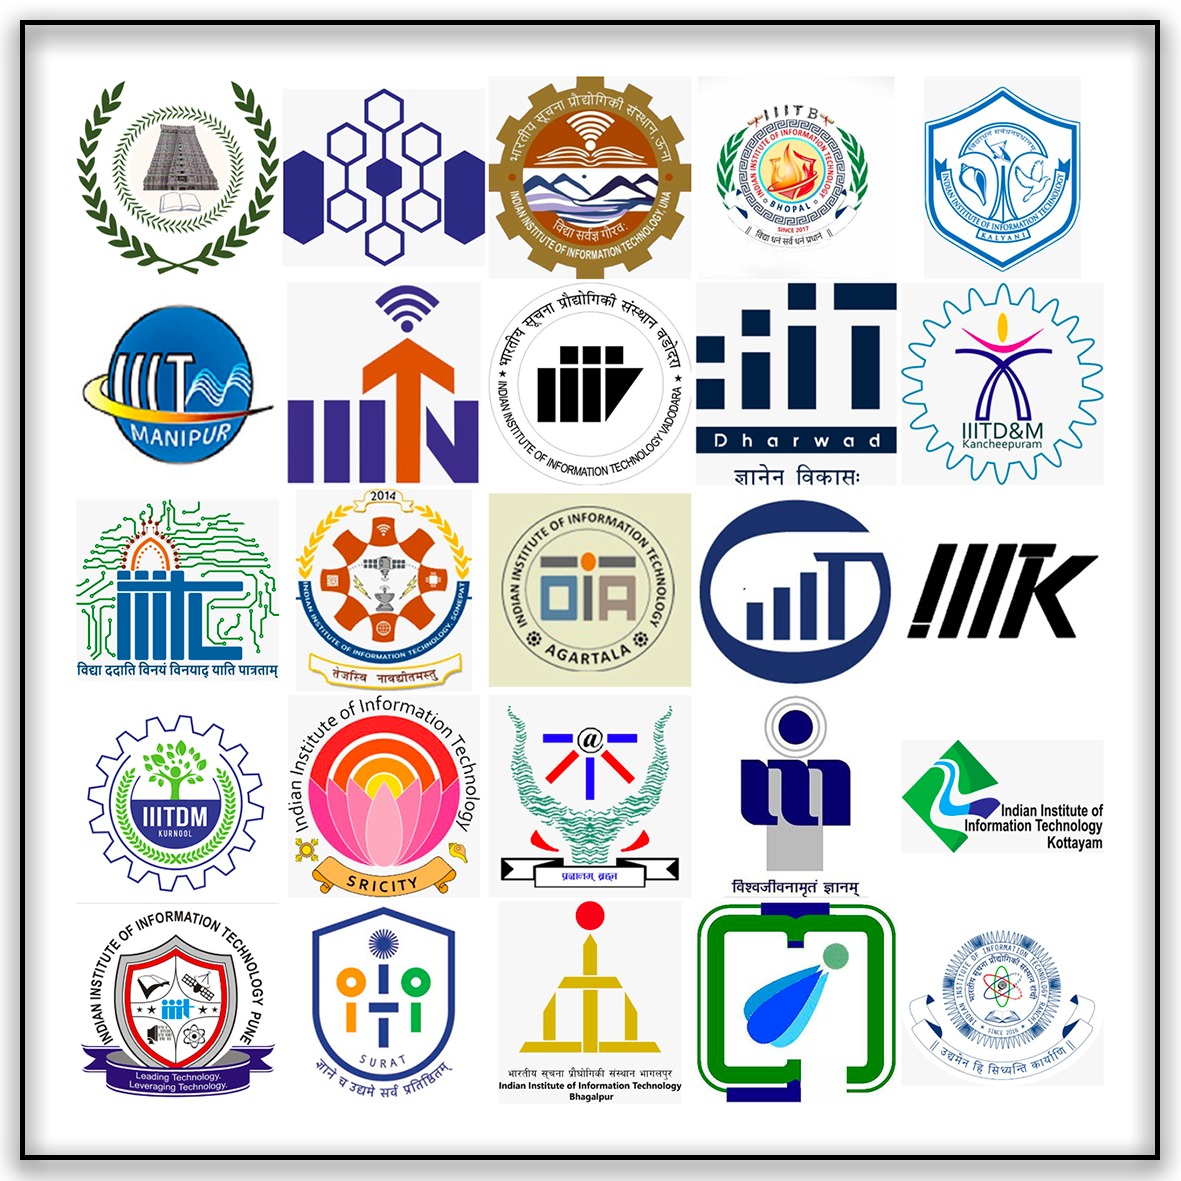 भारतीय सूचना प्रौद्योगिकी संस्थान, ऊना
विद्या सर्वज्ञ गौरवः
INDIAN INSTITUTE OF INFORMATION TECHNOLOGY, UNA
IIITB
INDIAN INSTITUTE OF INFORMATION TECHNOLOGY
BHOPAL
SINCE 2017
॥ विद्या धनं सर्व धनं प्रधानं ॥
INDIAN INSTITUTE OF INFORMATION TECHNOLOGY
KALYANI
IIITM
MANIPUR
IIITN
भारतीय सूचना प्रौद्योगिकी संस्थान वडोदरा
IIIT
INDIAN INSTITUTE OF INFORMATION TECHNOLOGY VADODARA
IIIT
Dharwad
ज्ञानेन विकासः
IIITD&M
Kancheepuram
iiitL
विद्या ददाति विनयं विनयाद् याति पात्रताम्
2014
INDIAN INSTITUTE OF INFORMATION TECHNOLOGY, SONEPAT
तेजस्वि नावधीतमस्तु
INDIAN INSTITUTE OF INFORMATION TECHNOLOGY
AGARTALA
IIIT
IIITK
IIITDM
KURNOOL
Indian Institute of Information Technology
SRICITY
@
प्रज्ञानम् ब्रह्म
विश्वजीवनामृतं ज्ञानम्
Indian Institute of
Information Technology
Kottayam
INDIAN INSTITUTE OF INFORMATION TECHNOLOGY PUNE
iiit
Leading Technology.
Leveraging Technology.
SURAT
ज्ञाने च उद्यमे सर्व प्रतिष्ठितम्
भारतीय सूचना प्रौद्योगिकी संस्थान भागलपुर
Indian Institute of Information Technology
Bhagalpur
INDIAN INSTITUTE OF INFORMATION TECHNOLOGY RANCHI
भारतीय सूचना प्रौद्योगिकी संस्थान रांची
SINCE 2016
॥ उद्यमेन हि सिध्यन्ति कार्याणि ॥